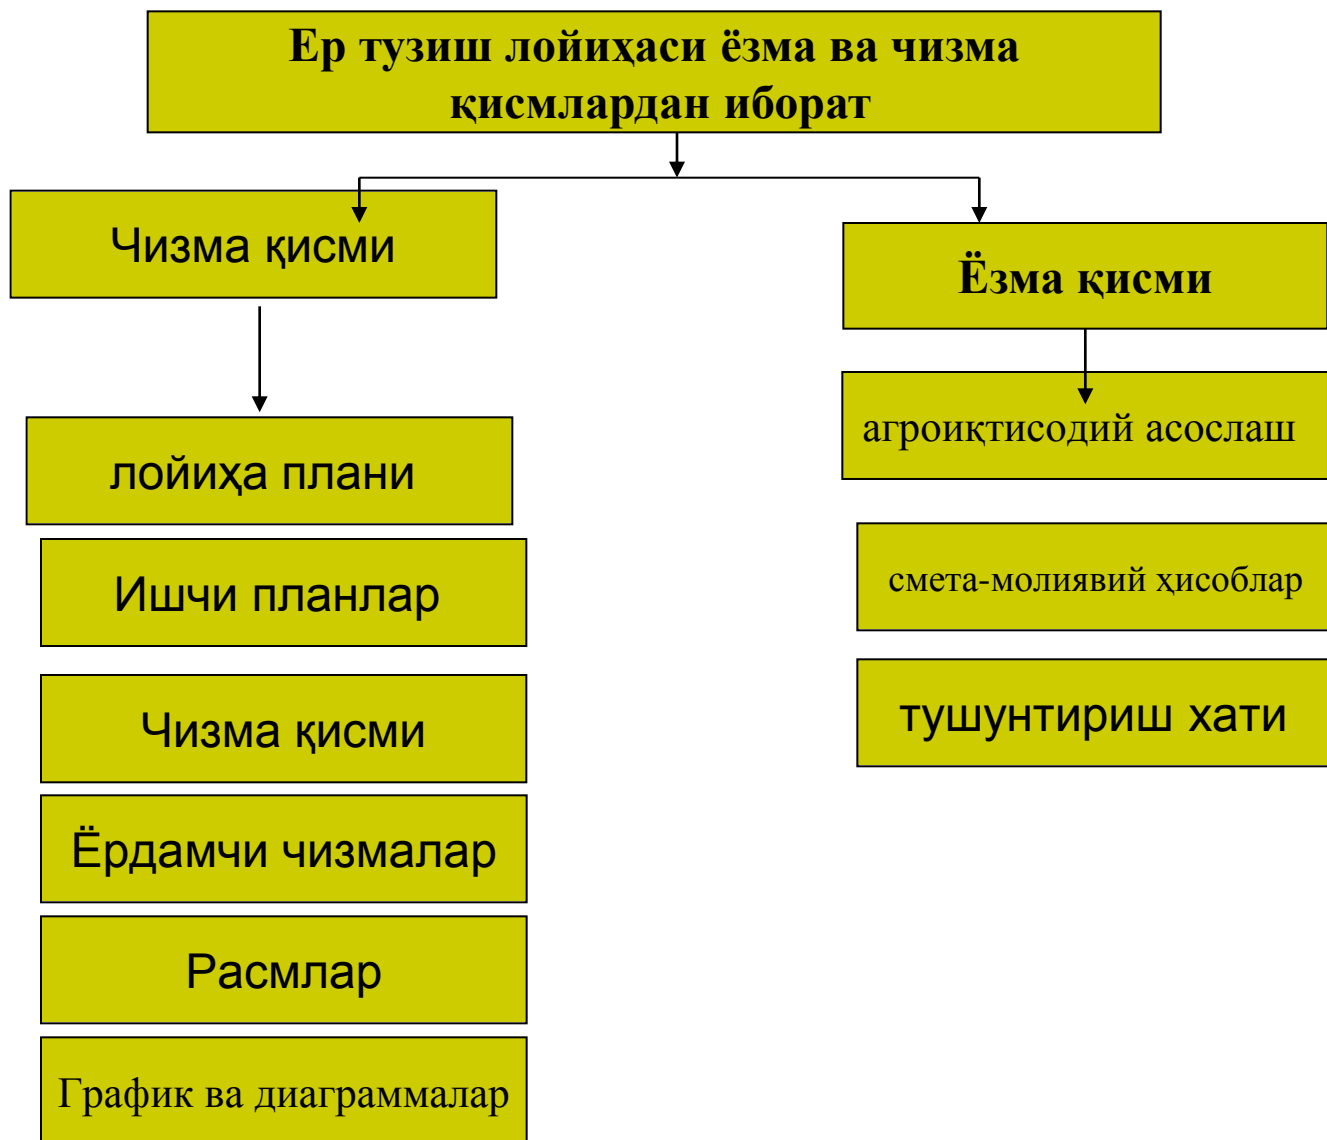 Ер тузиш лойиҳаси ёзма ва чизма
қисмлардан иборат
Чизма қисми
Ёзма қисми
лойиҳа плани
Ишчи планлар
Чизма қисми
Ёрдамчи чизмалар
Расмлар
График ва диаграммалар
агроиқтисодий асослаш
смета-молиявий ҳисоблар
тушунтириш хати